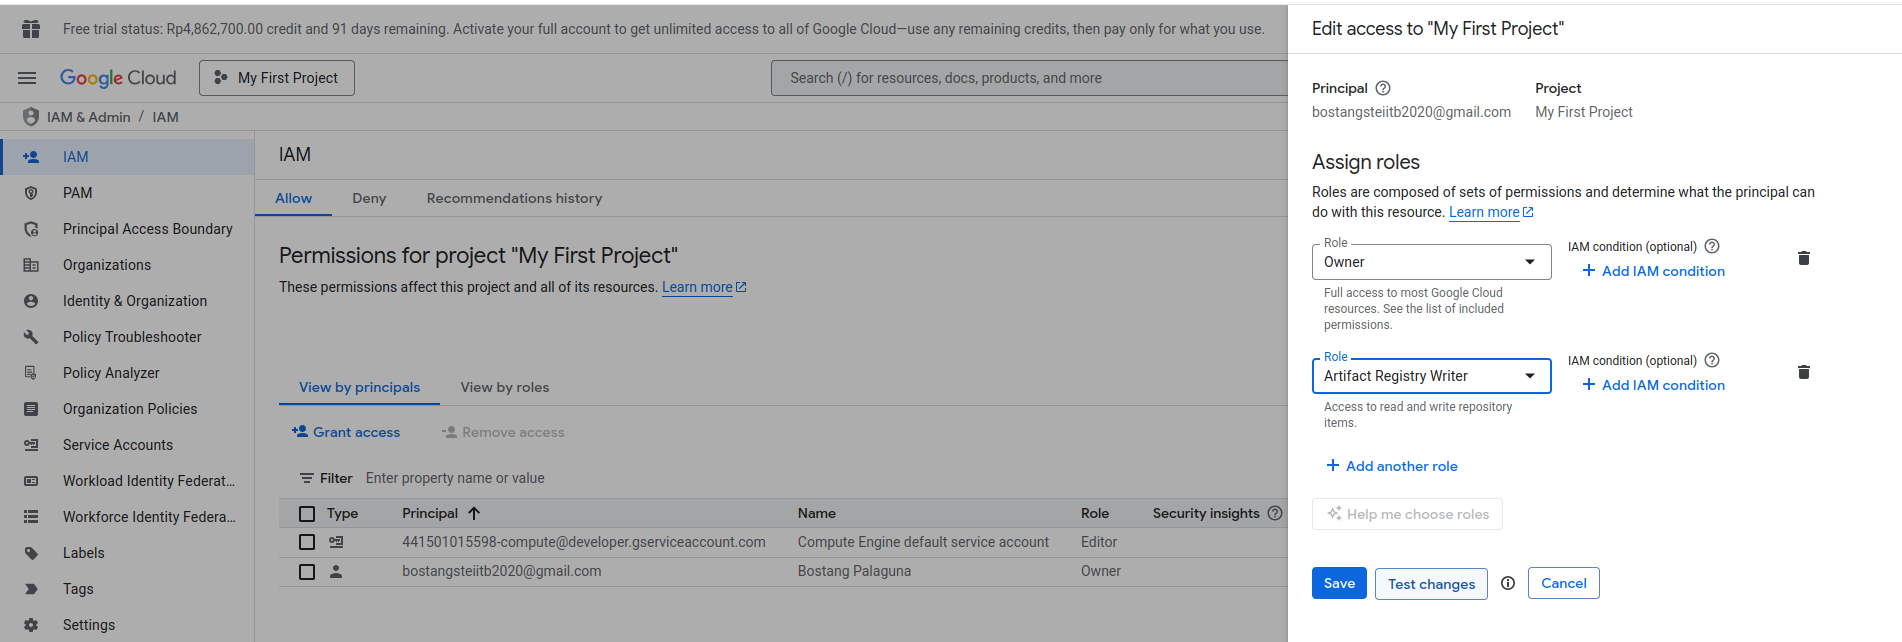 Free trial status: Rp4,862,700.00 credit and 91 days remaining. Activate your full account to get unlimited access to all of Google Cloud—use any remaining credits, then pay only for what you use.
Google Cloud
My First Project
Search (/) for resources, docs, products, and more
IAM & Admin / IAM
IAM
PAM
Principal Access Boundary
Organizations
Identity & Organization
Policy Troubleshooter
Policy Analyzer
Organization Policies
Service Accounts
Workload Identity Federat...
Workforce Identity Federa...
Labels
Tags
Settings
IAM
Allow Deny Recommendations history
Permissions for project "My First Project"
These permissions affect this project and all of its resources. Learn more
View by principals View by roles
Grant access Remove access
Filter Enter property name or value
Type Principal Name Role Security insights
441501015598-compute@developer.gserviceaccount.com Compute Engine default service account Editor
bostangsteiitb2020@gmail.com Bostang Palaguna Owner
Edit access to "My First Project"
Principal Project
bostangsteiitb2020@gmail.com My First Project
Assign roles
Roles are composed of sets of permissions and determine what the principal can
do with this resource. Learn more
Role
Owner
IAM condition (optional)
+ Add IAM condition
Full access to most Google Cloud
resources. See the list of included
permissions.
Role
Artifact Registry Writer
IAM condition (optional)
+ Add IAM condition
Access to read and write repository
items.
+ Add another role
Help me choose roles
Save Test changes Cancel